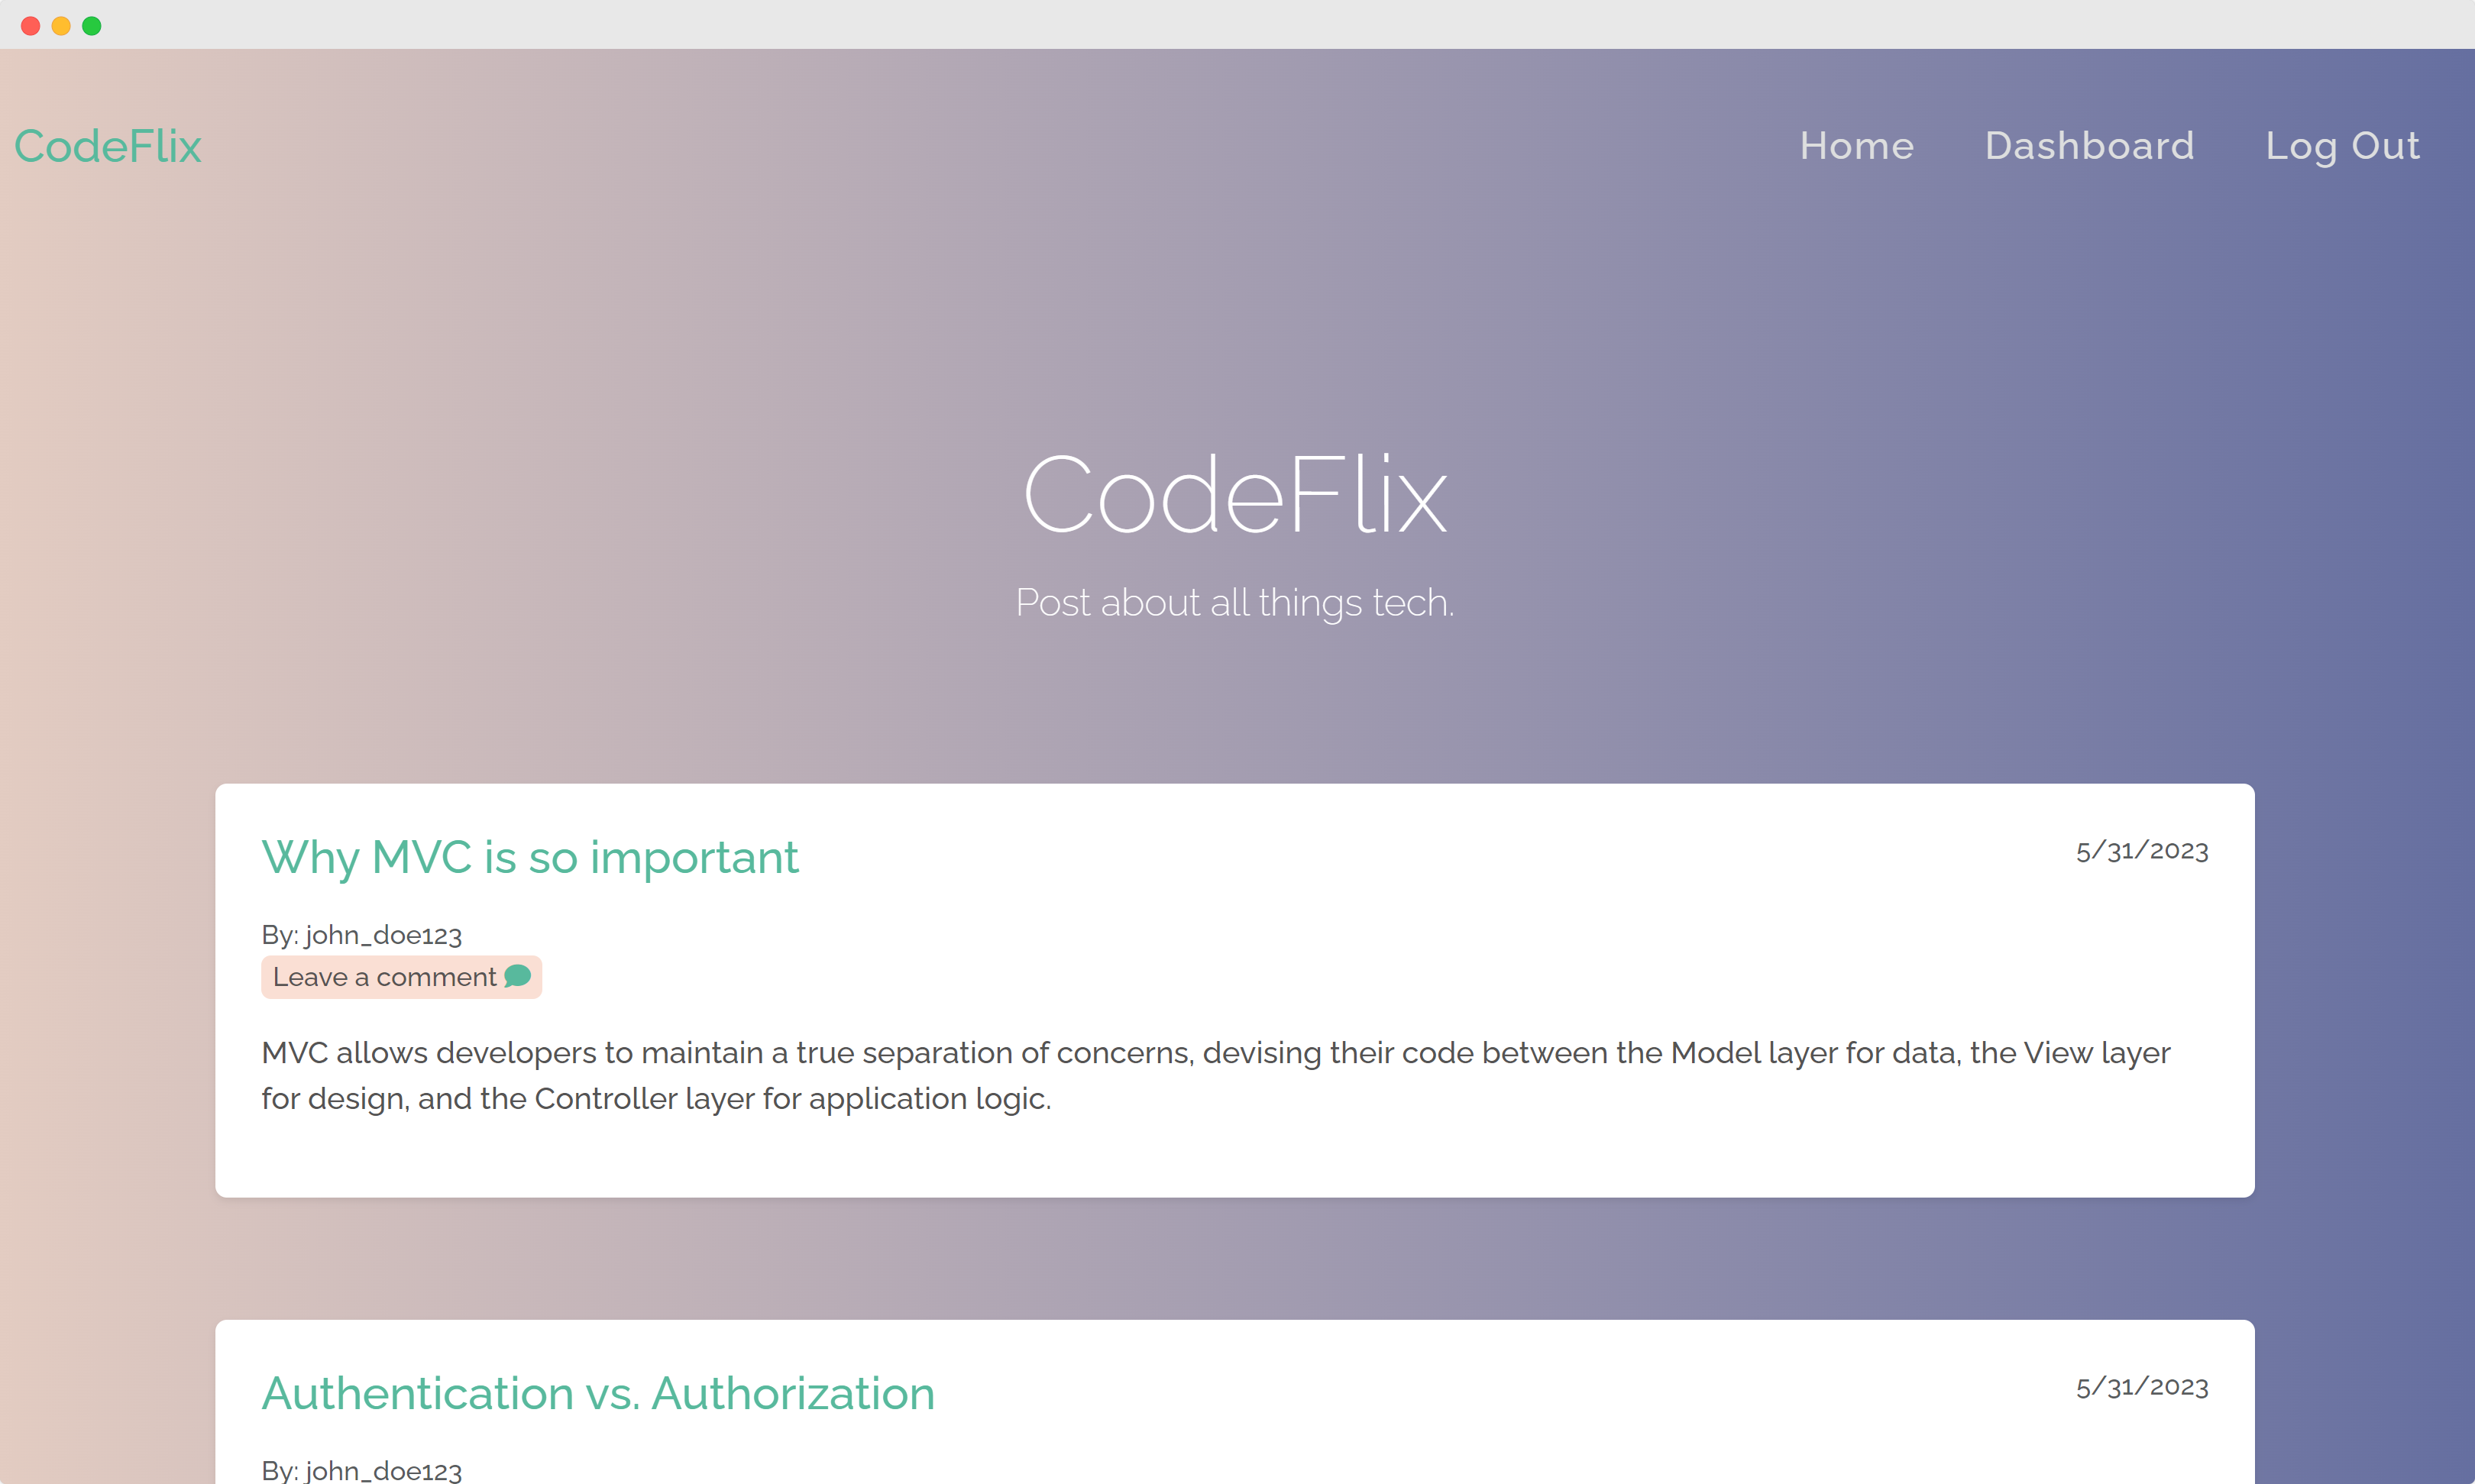 CodeFlix
Home Dashboard Log Out
CodeFlix
Post about all things tech.
Why MVC is so important
5/31/2023
By: john_doe123
Leave a comment
MVC allows developers to maintain a true separation of concerns, devising their code between the Model layer for data, the View layer
for design, and the Controller layer for application logic.
Authentication vs. Authorization
5/31/2023
By: john_doe123